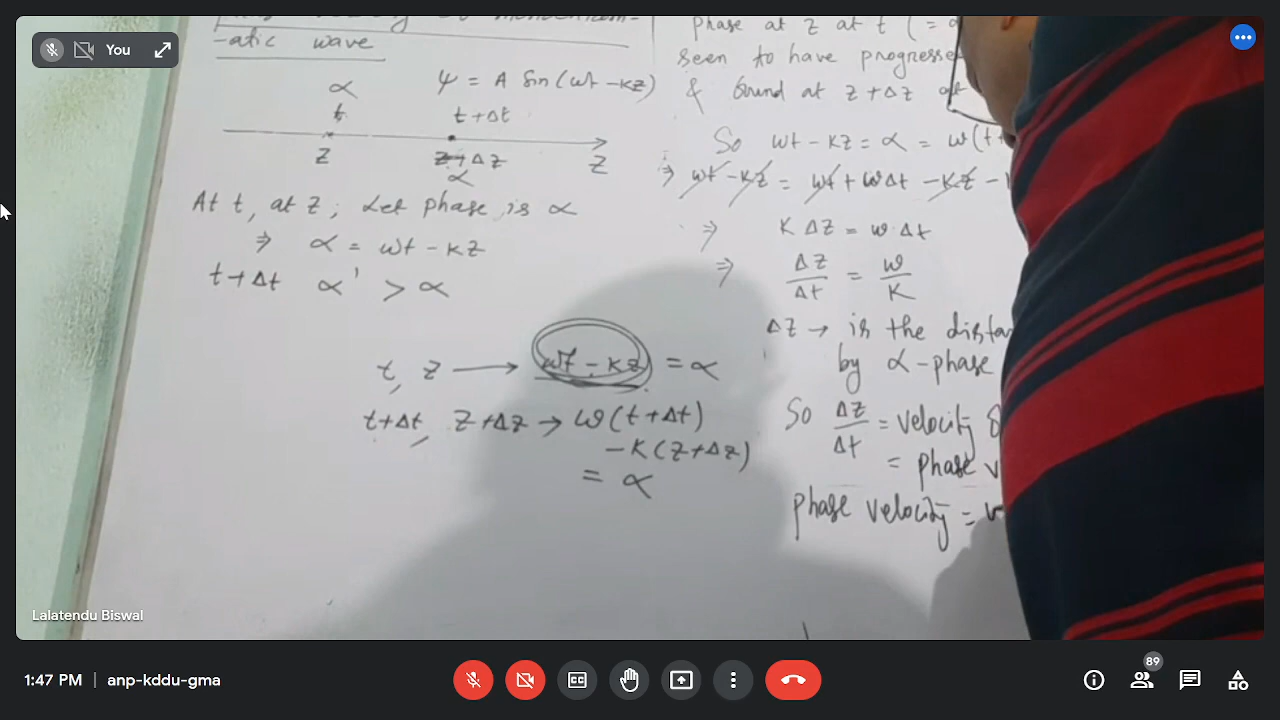 You
-atic wave
α
ψ = A Sin(ωt - kz)
t
t+Δt
z
z+Δz
z
α
At t, at z, Let phase is α
⇒ α = ωt - kz
t+Δt α' > α
t, z → ωt - kz = α
t+Δt, z+Δz → ω(t+Δt)
-k(z+Δz)
= α
phase at z at t (= α
seen to have progresse
& found at z+Δz at
So ωt - kz = α = ω(t+
⇒ ωt - kz = ωt + ωΔt - kz -
⇒ kΔz = ωΔt
⇒ Δz/Δt = ω/k
Δz → is the distan
by α-phase
So Δz/Δt = velocity
= phase v
phase velocity = v
Lalatendu Biswal
1:47 PM | anp-kddu-gma
89